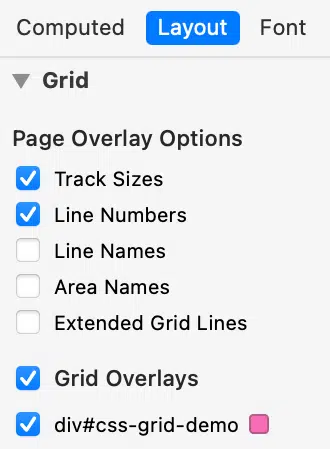 Computed Layout Font
Grid
Page Overlay Options
Track Sizes
Line Numbers
Line Names
Area Names
Extended Grid Lines
Grid Overlays
div#css-grid-demo